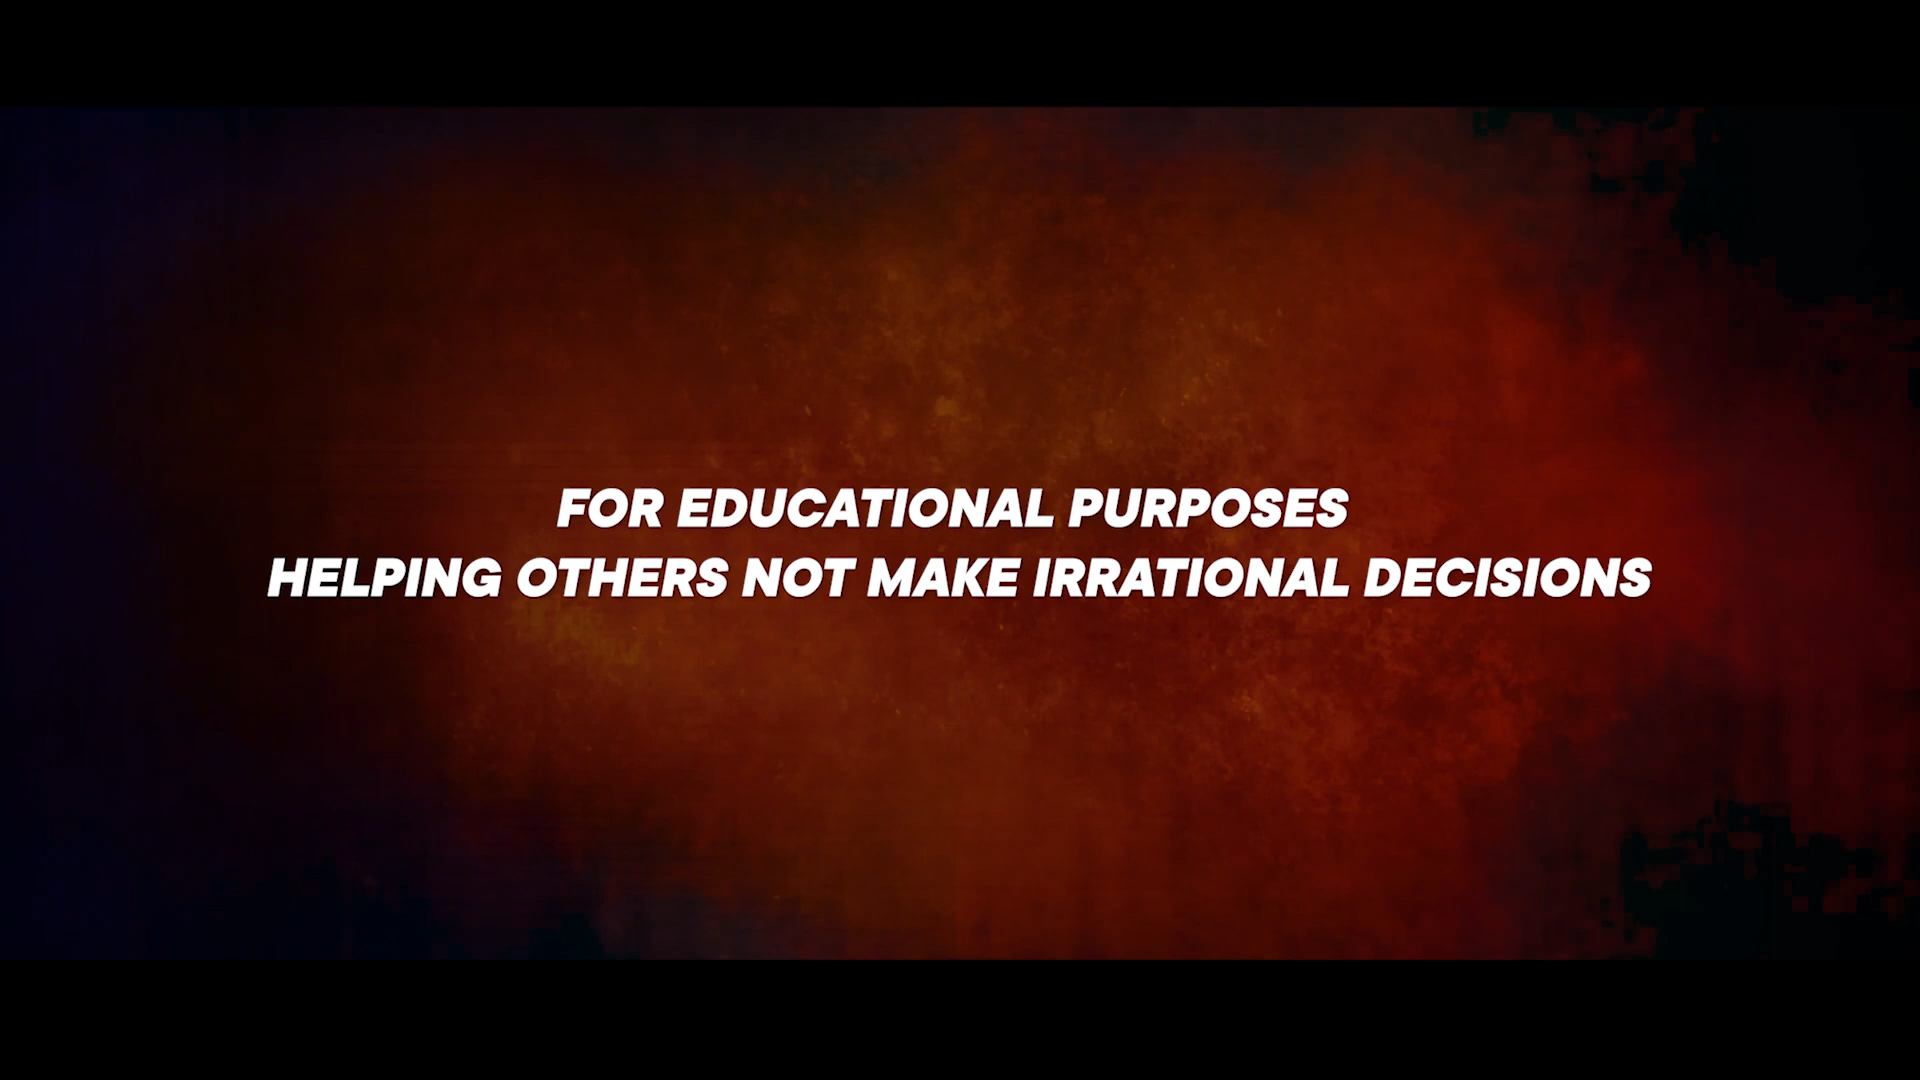 FOR EDUCATIONAL PURPOSES
HELPING OTHERS NOT MAKE IRRATIONAL DECISIONS